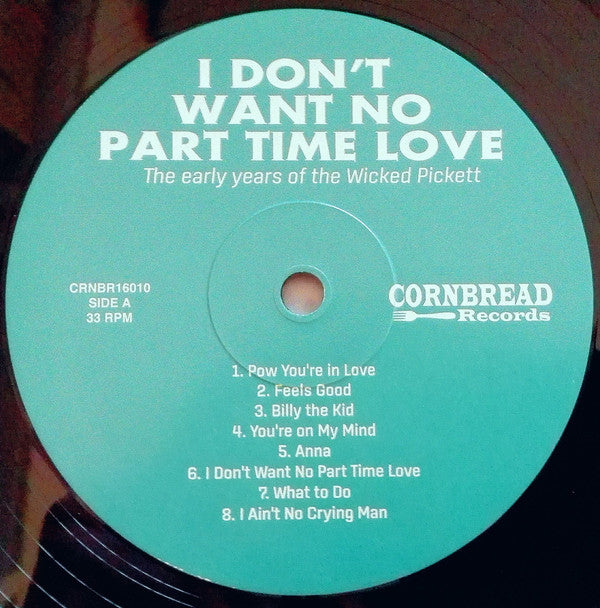 I DON'T
WANT NO
PART TIME LOVE
The early years of the Wicked Pickett
CRNBR16010
SIDE A
33 RPM
CORNBREAD
Records
1. Pow You're in Love
2. Feels Good
3. Billy the Kid
4. You're on My Mind
5. Anna
6. I Don't Want No Part Time Love
7. What to Do
8. I Ain't No Crying Man